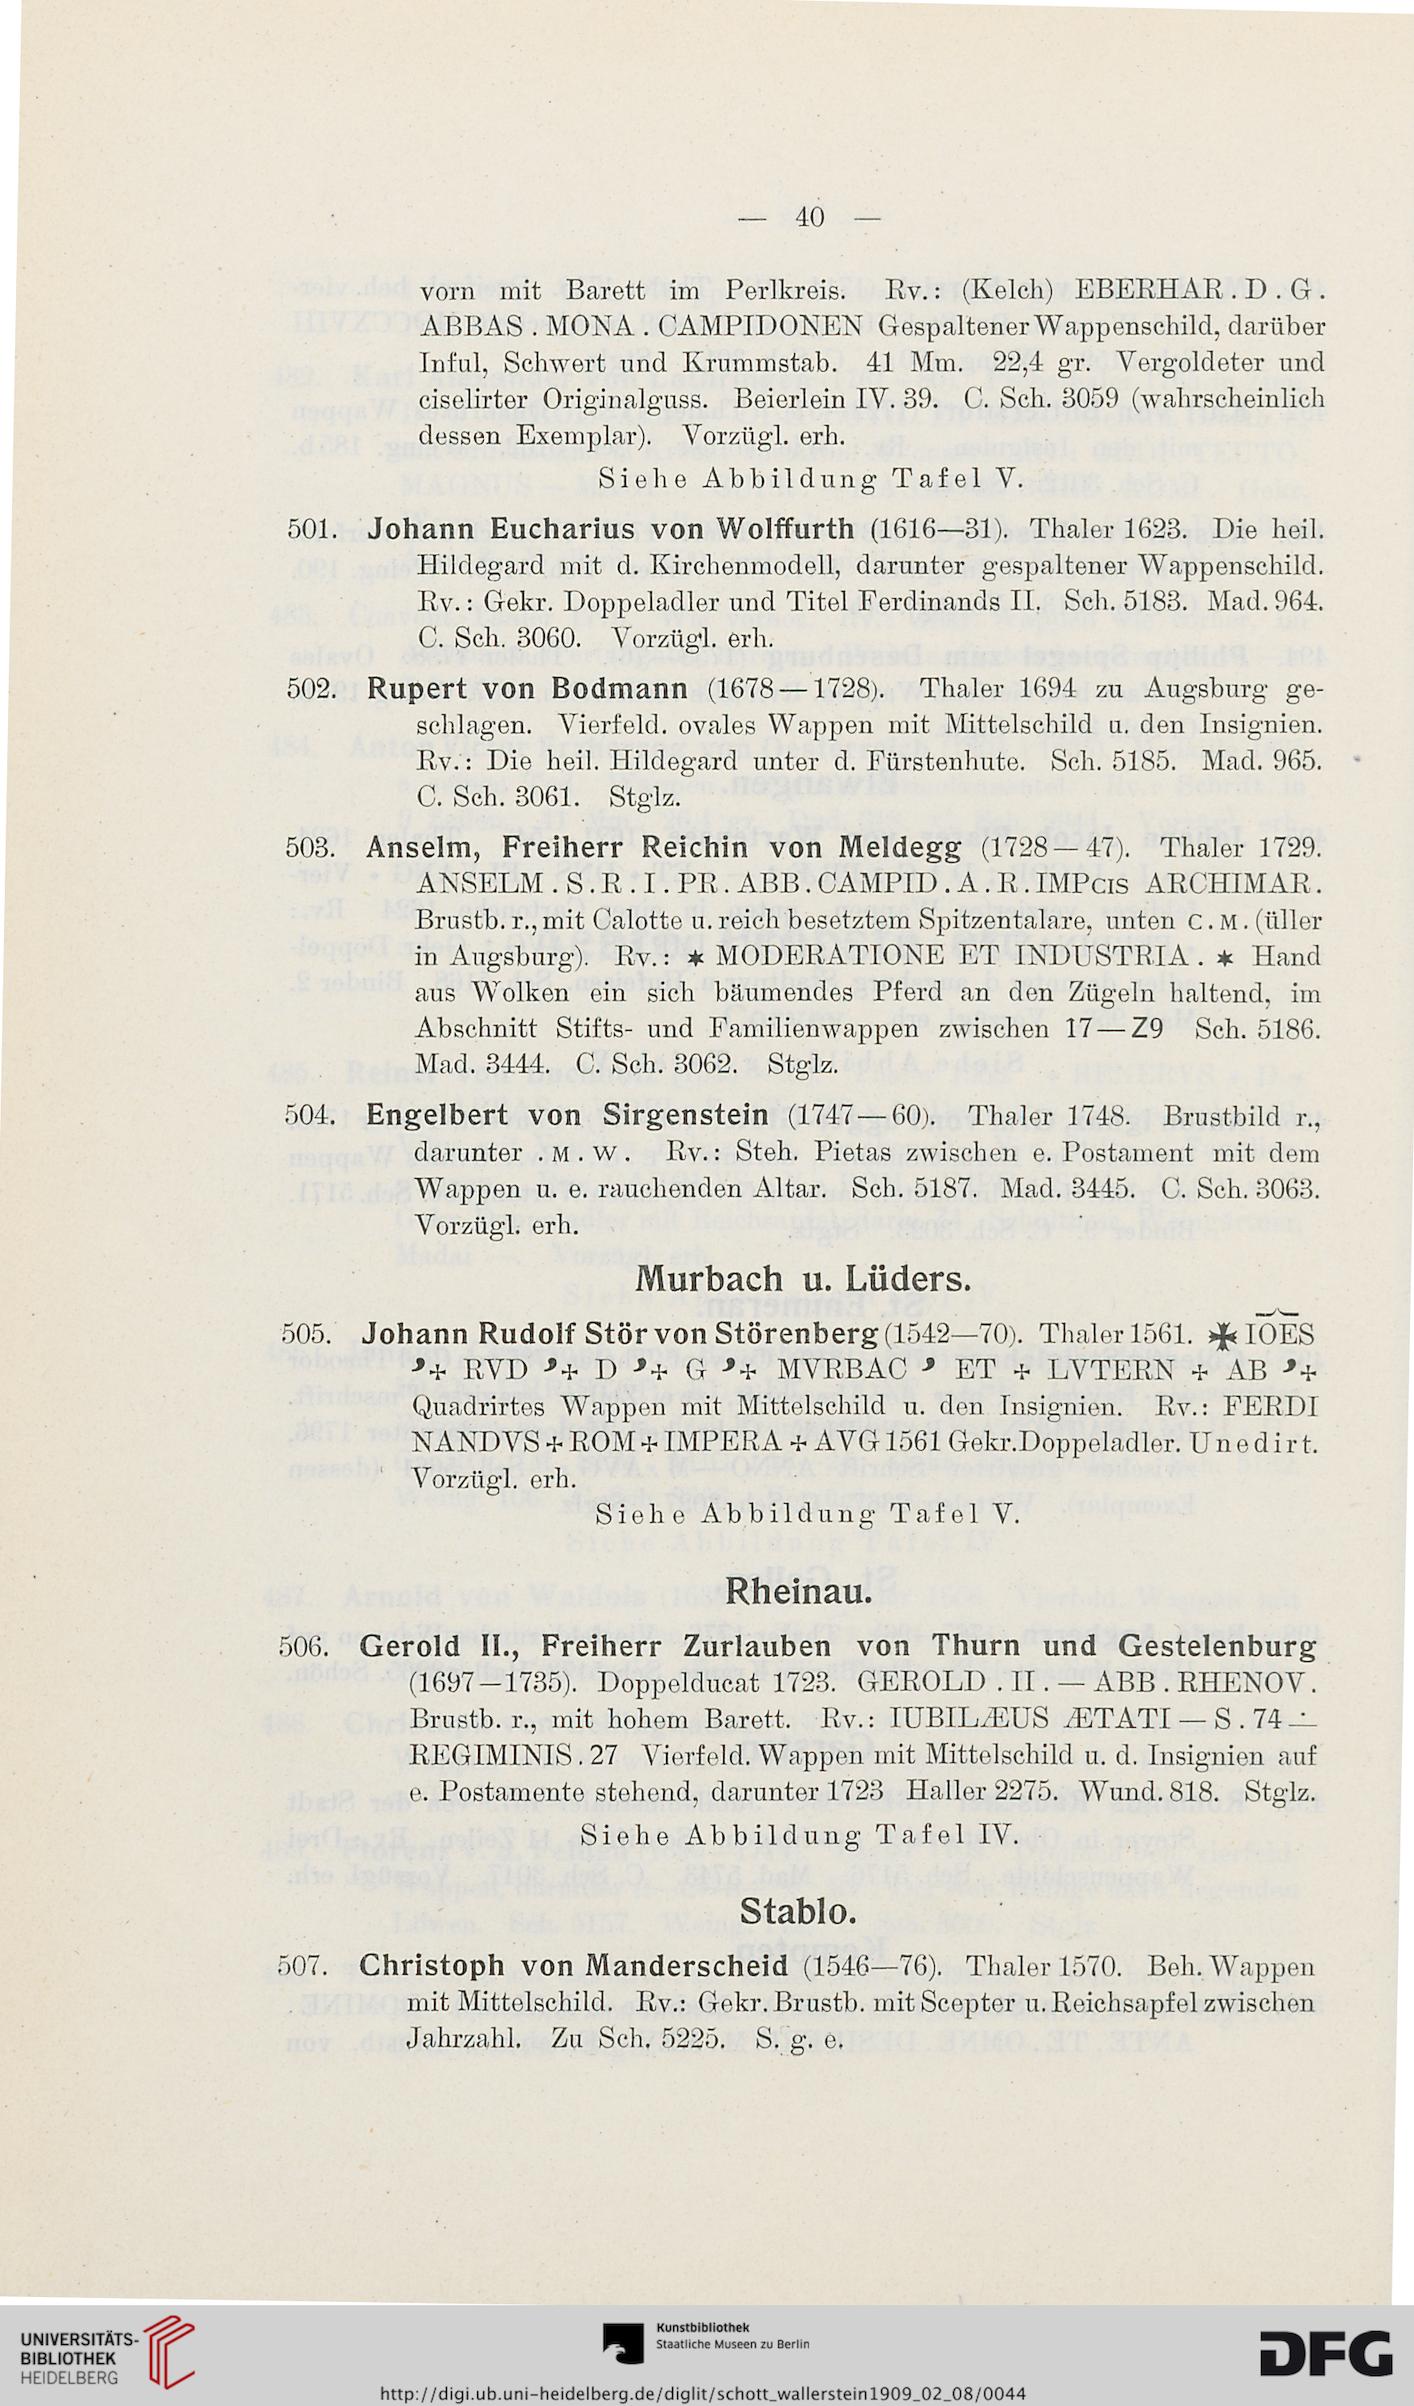 — 40 —
vorn mit Barett im Perlkreis. Rv.: (Kelch) EBERHAR. D. G.
ABBAS. MONA. CAMPIDONEN Gespaltener Wappenschild, darüber
Inful, Schwert und Krummstab. 41 Mm. 22,4 gr. Vergoldeter und
ciselirter Originalguss. Beierlein IV. 39. C. Sch. 3059 (wahrscheinlich
dessen Exemplar). Vorzügl. erh.
Siehe Abbildung Tafel V.
501. Johann Eucharius von Wolffurth (1616—31). Thaler 1623. Die heil.
Hildegard mit d. Kirchenmodell, darunter gespaltener Wappenschild.
Rv.: Gekr. Doppeladler und Titel Ferdinands II. Sch. 5183. Mad. 964.
C. Sch. 3060. Vorzügl. erh.
502. Rupert von Bodmann (1678—1728). Thaler 1694 zu Augsburg ge-
schlagen. Vierfeld. ovales Wappen mit Mittelschild u. den Insignien.
Rv.: Die heil. Hildegard unter d. Fürstenhute. Sch. 5185. Mad. 965.
C. Sch. 3061. Stglz.
503. Anselm, Freiherr Reichin von Meldegg (1728—47). Thaler 1729.
ANSELM. S. R. I. PR. ABB. CAMPID. A. R. IMPCIS ARCHIMAR.
Brustb. r., mit Calotte u. reich besetztem Spitzentalare, unten C. M. (üller
in Augsburg). Rv.: ✶ MODERATIONE ET INDUSTRIA. ✶ Hand
aus Wolken ein sich bäumendes Pferd an den Zügeln haltend, im
Abschnitt Stifts- und Familienwappen zwischen 17—Z9 Sch. 5186.
Mad. 3444. C. Sch. 3062. Stglz.
504. Engelbert von Sirgenstein (1747—60). Thaler 1748. Brustbild r.,
darunter . M. W. Rv.: Steh. Pietas zwischen e. Postament mit dem
Wappen u. e. rauchenden Altar. Sch. 5187. Mad. 3445. C. Sch. 3063.
Vorzügl. erh.
Murbach u. Lüders.
505. Johann Rudolf Stör von Störenberg (1542—70). Thaler 1561. ✠ IOES
❜+ RVD ❜+ D ❜+ G ❜+ MVRBAC ❜ ET + LVTERN + AB ❜+
Quadrirtes Wappen mit Mittelschild u. den Insignien. Rv.: FERDI
NANDVS + ROM + IMPERA + AVG 1561 Gekr. Doppeladler. Unedirt.
Vorzügl. erh.
Siehe Abbildung Tafel V.
Rheinau.
506. Gerold II., Freiherr Zurlauben von Thurn und Gestelenburg
(1697—1735). Doppelducat 1723. GEROLD . II . — ABB . RHENOV.
Brustb. r., mit hohem Barett. Rv.: IUBILÆUS ÆTATI — S . 74 —
REGIMINIS. 27 Vierfeld. Wappen mit Mittelschild u. d. Insignien auf
e. Postamente stehend, darunter 1723 Haller 2275. Wund. 818. Stglz.
Siehe Abbildung Tafel IV.
Stablo.
507. Christoph von Manderscheid (1546—76). Thaler 1570. Beh. Wappen
mit Mittelschild. Rv.: Gekr. Brustb. mit Scepter u. Reichsapfel zwischen
Jahrzahl. Zu Sch. 5225. S. g. e.
UNIVERSITÄTS-
BIBLIOTHEK
HEIDELBERG
Kunstbibliothek
Staatliche Museen zu Berlin
DFG
http://digi.ub.uni-heidelberg.de/diglit/schott_wallerstein1909_02_08/0044